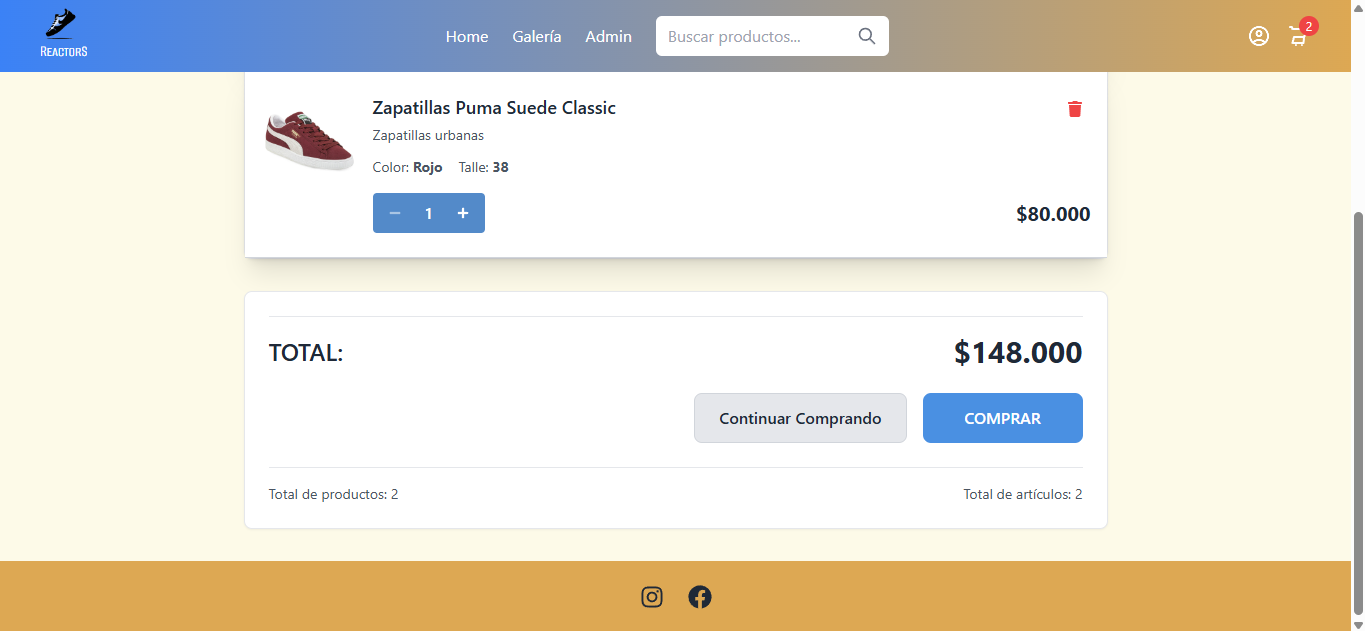 REACTORS
Home Galería Admin Buscar productos... 2
Zapatillas Puma Suede Classic
Zapatillas urbanas
Color: Rojo Talle: 38
− 1 + $80.000
TOTAL: $148.000
Continuar Comprando COMPRAR
Total de productos: 2 Total de artículos: 2